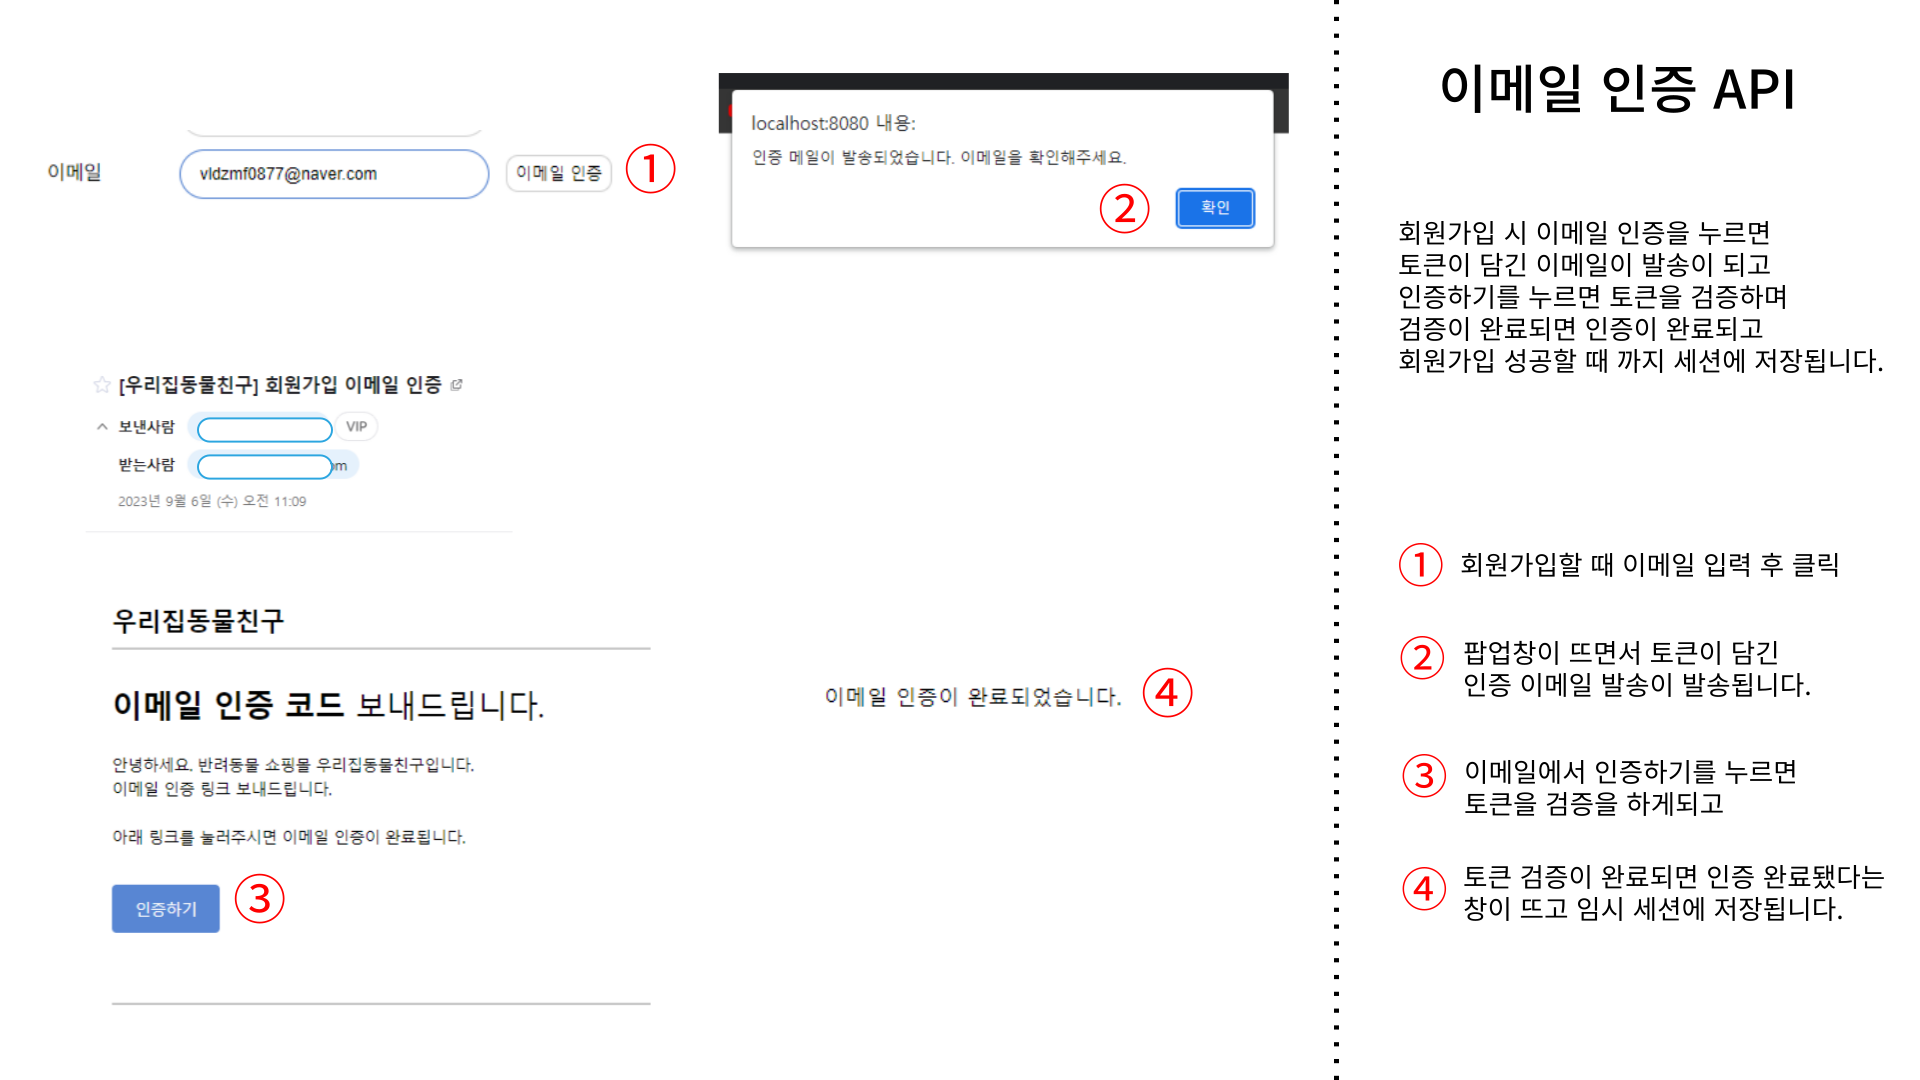 이메일
vldzmf0877@naver.com
이메일 인증
①
localhost:8080 내용:
인증 메일이 발송되었습니다. 이메일을 확인해주세요.
②
확인
[우리집동물친구] 회원가입 이메일 인증
보낸사람
VIP
받는사람
om
2023년 9월 6일 (수) 오전 11:09
우리집동물친구
이메일 인증 코드 보내드립니다.
안녕하세요. 반려동물 쇼핑몰 우리집동물친구입니다.
이메일 인증 링크 보내드립니다.
아래 링크를 눌러주시면 이메일 인증이 완료됩니다.
인증하기
③
이메일 인증이 완료되었습니다.
④
이메일 인증 API
회원가입 시 이메일 인증을 누르면
토큰이 담긴 이메일이 발송이 되고
인증하기를 누르면 토큰을 검증하며
검증이 완료되면 인증이 완료되고
회원가입 성공할 때 까지 세션에 저장됩니다.
① 회원가입할 때 이메일 입력 후 클릭
② 팝업창이 뜨면서 토큰이 담긴
인증 이메일 발송이 발송됩니다.
③ 이메일에서 인증하기를 누르면
토큰을 검증을 하게되고
④ 토큰 검증이 완료되면 인증 완료됐다는
창이 뜨고 임시 세션에 저장됩니다.